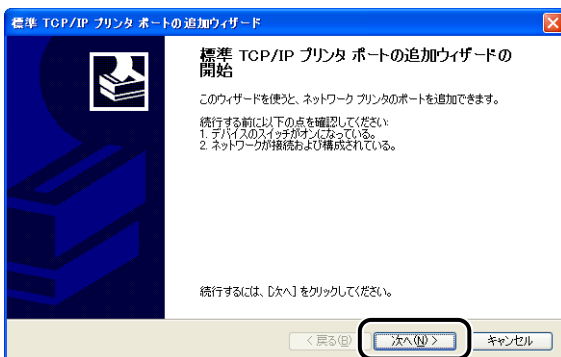 標準 TCP/IP プリンタ ポートの追加ウィザード
標準 TCP/IP プリンタ ポートの追加ウィザードの
開始
このウィザードを使うと、ネットワーク プリンタのポートを追加できます。
続行する前に以下の点を確認してください:
1. デバイスのスイッチがオンになっている。
2. ネットワークが接続および構成されている。
続行するには、[次へ] をクリックしてください。
< 戻る(B) 次へ(N) > キャンセル